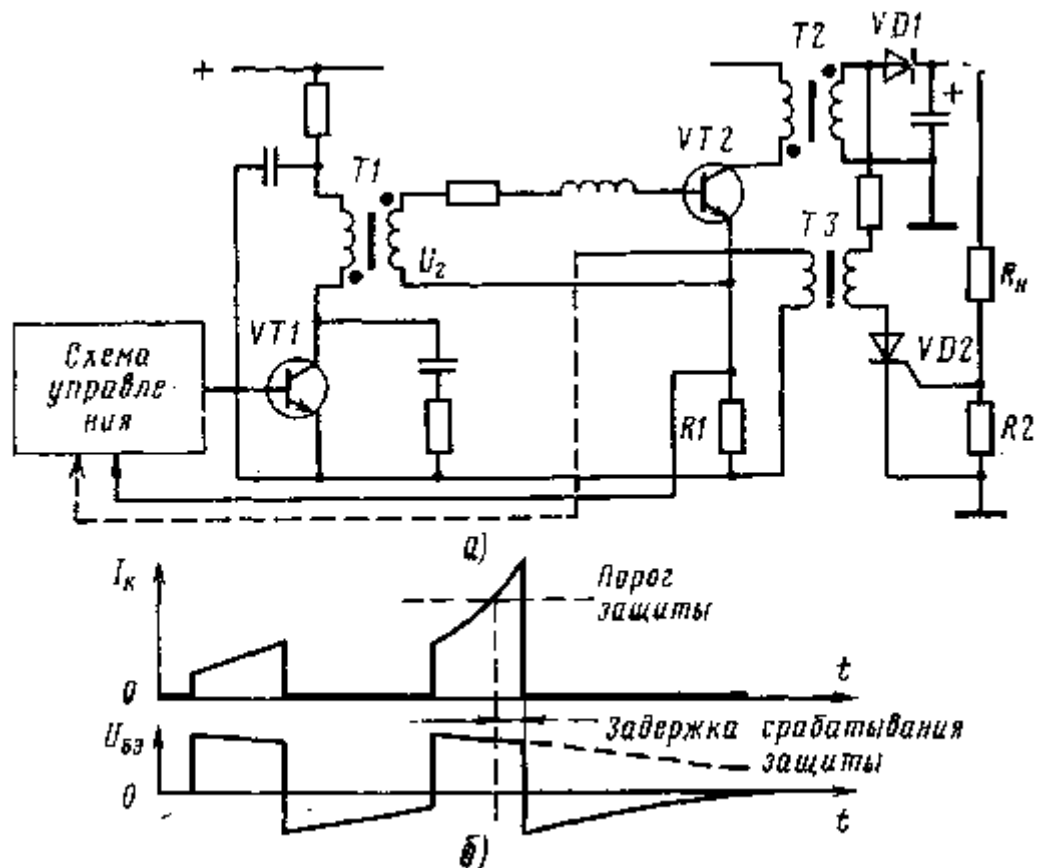 T2
VD1
+
+
VT2
T1
U₂
T3
Rн
VT1
VD2
Схема
управле-
ния
R1
R2
а)
Iк
Порог
защиты
0
t
Uбэ
Задержка срабатывания
защиты
0
t
б)